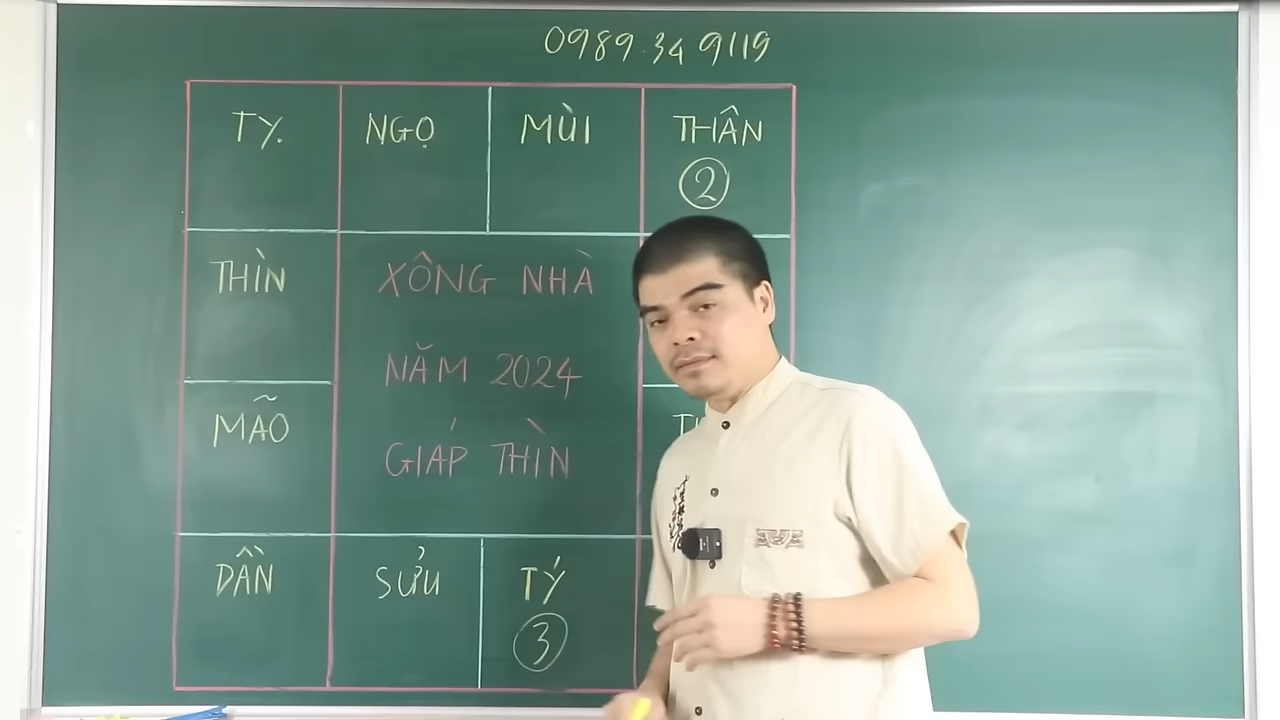 0989.34 9119
TỴ. NGỌ MÙI THÂN
②
THÌN
XÔNG NHÀ
NĂM 2024
MÃO
GIÁP THÌN
DẦN SỬU TÝ
③